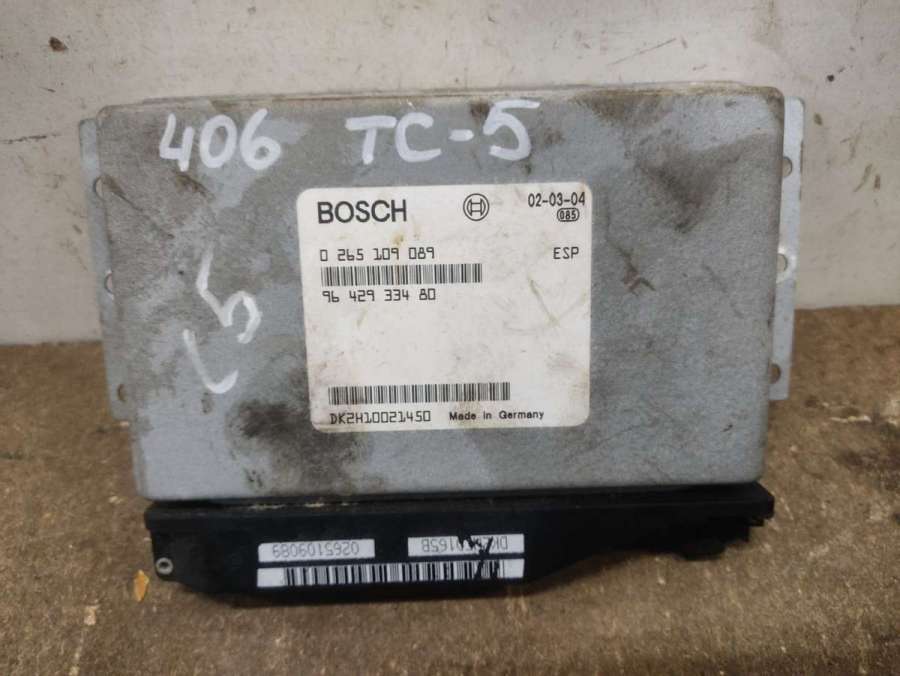 406 TC-5
BOSCH
02-03-04
085
0 265 109 089 ESP
96 429 334 80
DK2H10021450 Made in Germany
0265109089